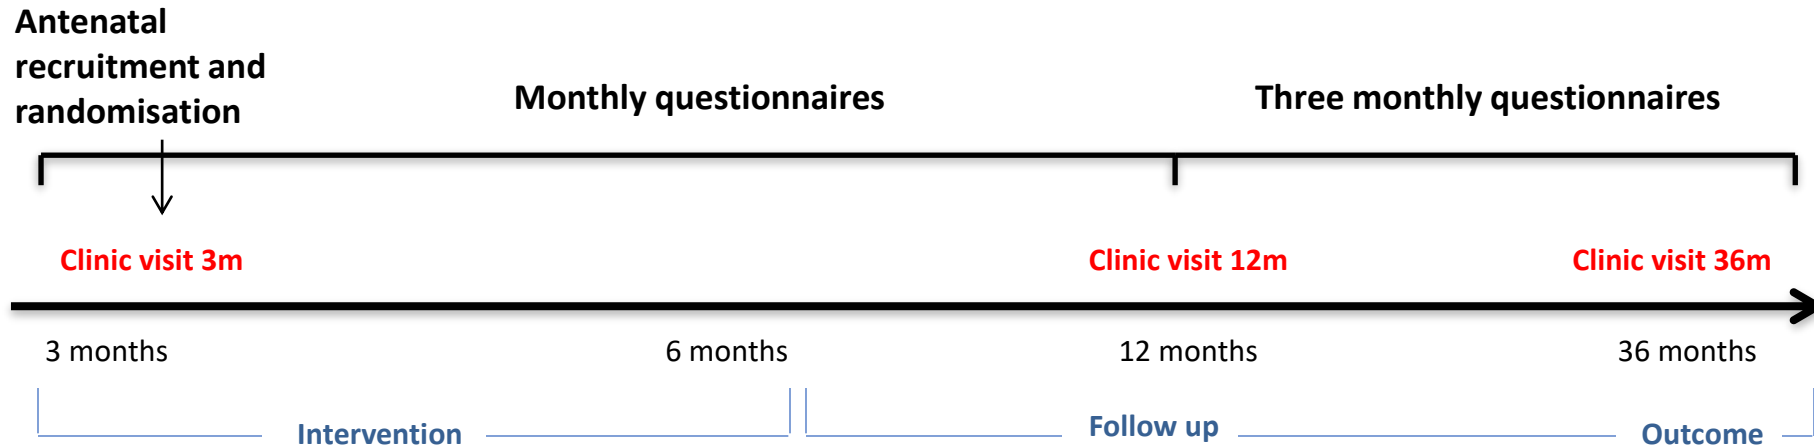 Antenatal
recruitment and
randomisation
Monthly questionnaires
Three monthly questionnaires
Clinic visit 3m
Clinic visit 12m
Clinic visit 36m
3 months
6 months
12 months
36 months
Intervention
Follow up
Outcome